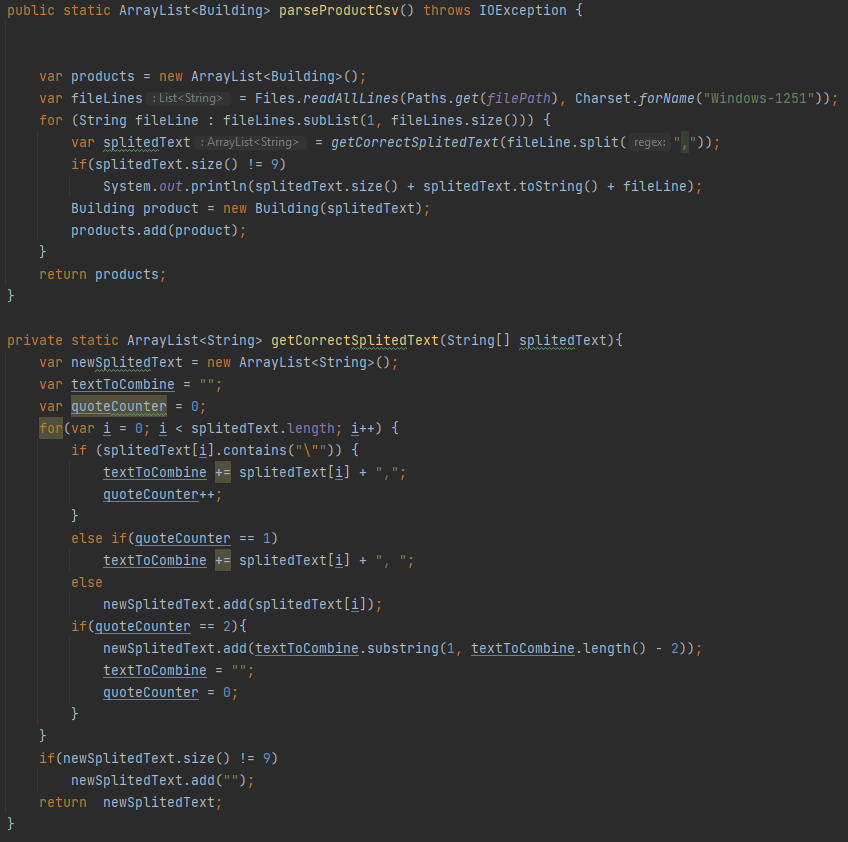 public static ArrayList<Building> parseProductCsv() throws IOException {
var products = new ArrayList<Building>();
var fileLines : List<String> = Files.readAllLines(Paths.get(filePath), Charset.forName("Windows-1251"));
for (String fileLine : fileLines.subList(1, fileLines.size())) {
var splitedText : ArrayList<String> = getCorrectSplitedText(fileLine.split( regex: ","));
if(splitedText.size() != 9)
System.out.println(splitedText.size() + splitedText.toString() + fileLine);
Building product = new Building(splitedText);
products.add(product);
}
return products;
}
private static ArrayList<String> getCorrectSplitedText(String[] splitedText){
var newSplitedText = new ArrayList<String>();
var textToCombine = "";
var quoteCounter = 0;
for(var i = 0; i < splitedText.length; i++) {
if (splitedText[i].contains("\"")) {
textToCombine += splitedText[i] + ",";
quoteCounter++;
}
else if(quoteCounter == 1)
textToCombine += splitedText[i] + ", ";
else
newSplitedText.add(splitedText[i]);
if(quoteCounter == 2){
newSplitedText.add(textToCombine.substring(1, textToCombine.length() - 2));
textToCombine = "";
quoteCounter = 0;
}
}
if(newSplitedText.size() != 9)
newSplitedText.add("");
return  newSplitedText;
}